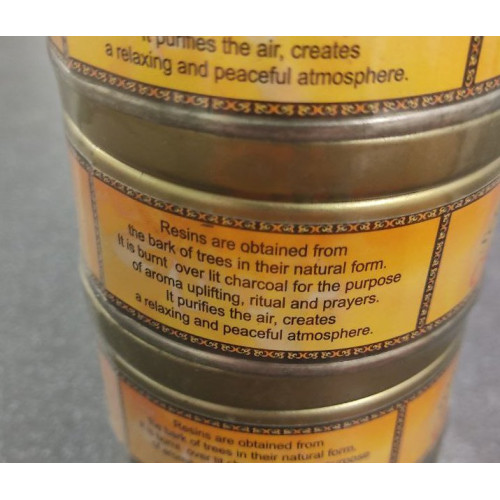 It purifies the air, creates
a relaxing and peaceful atmosphere.
Resins are obtained from
the bark of trees in their natural form.
It is burnt over lit charcoal for the purpose
of aroma uplifting, ritual and prayers.
It purifies the air, creates
a relaxing and peaceful atmosphere.
Resins are obtained from
the bark of trees in their natural form.
over lit